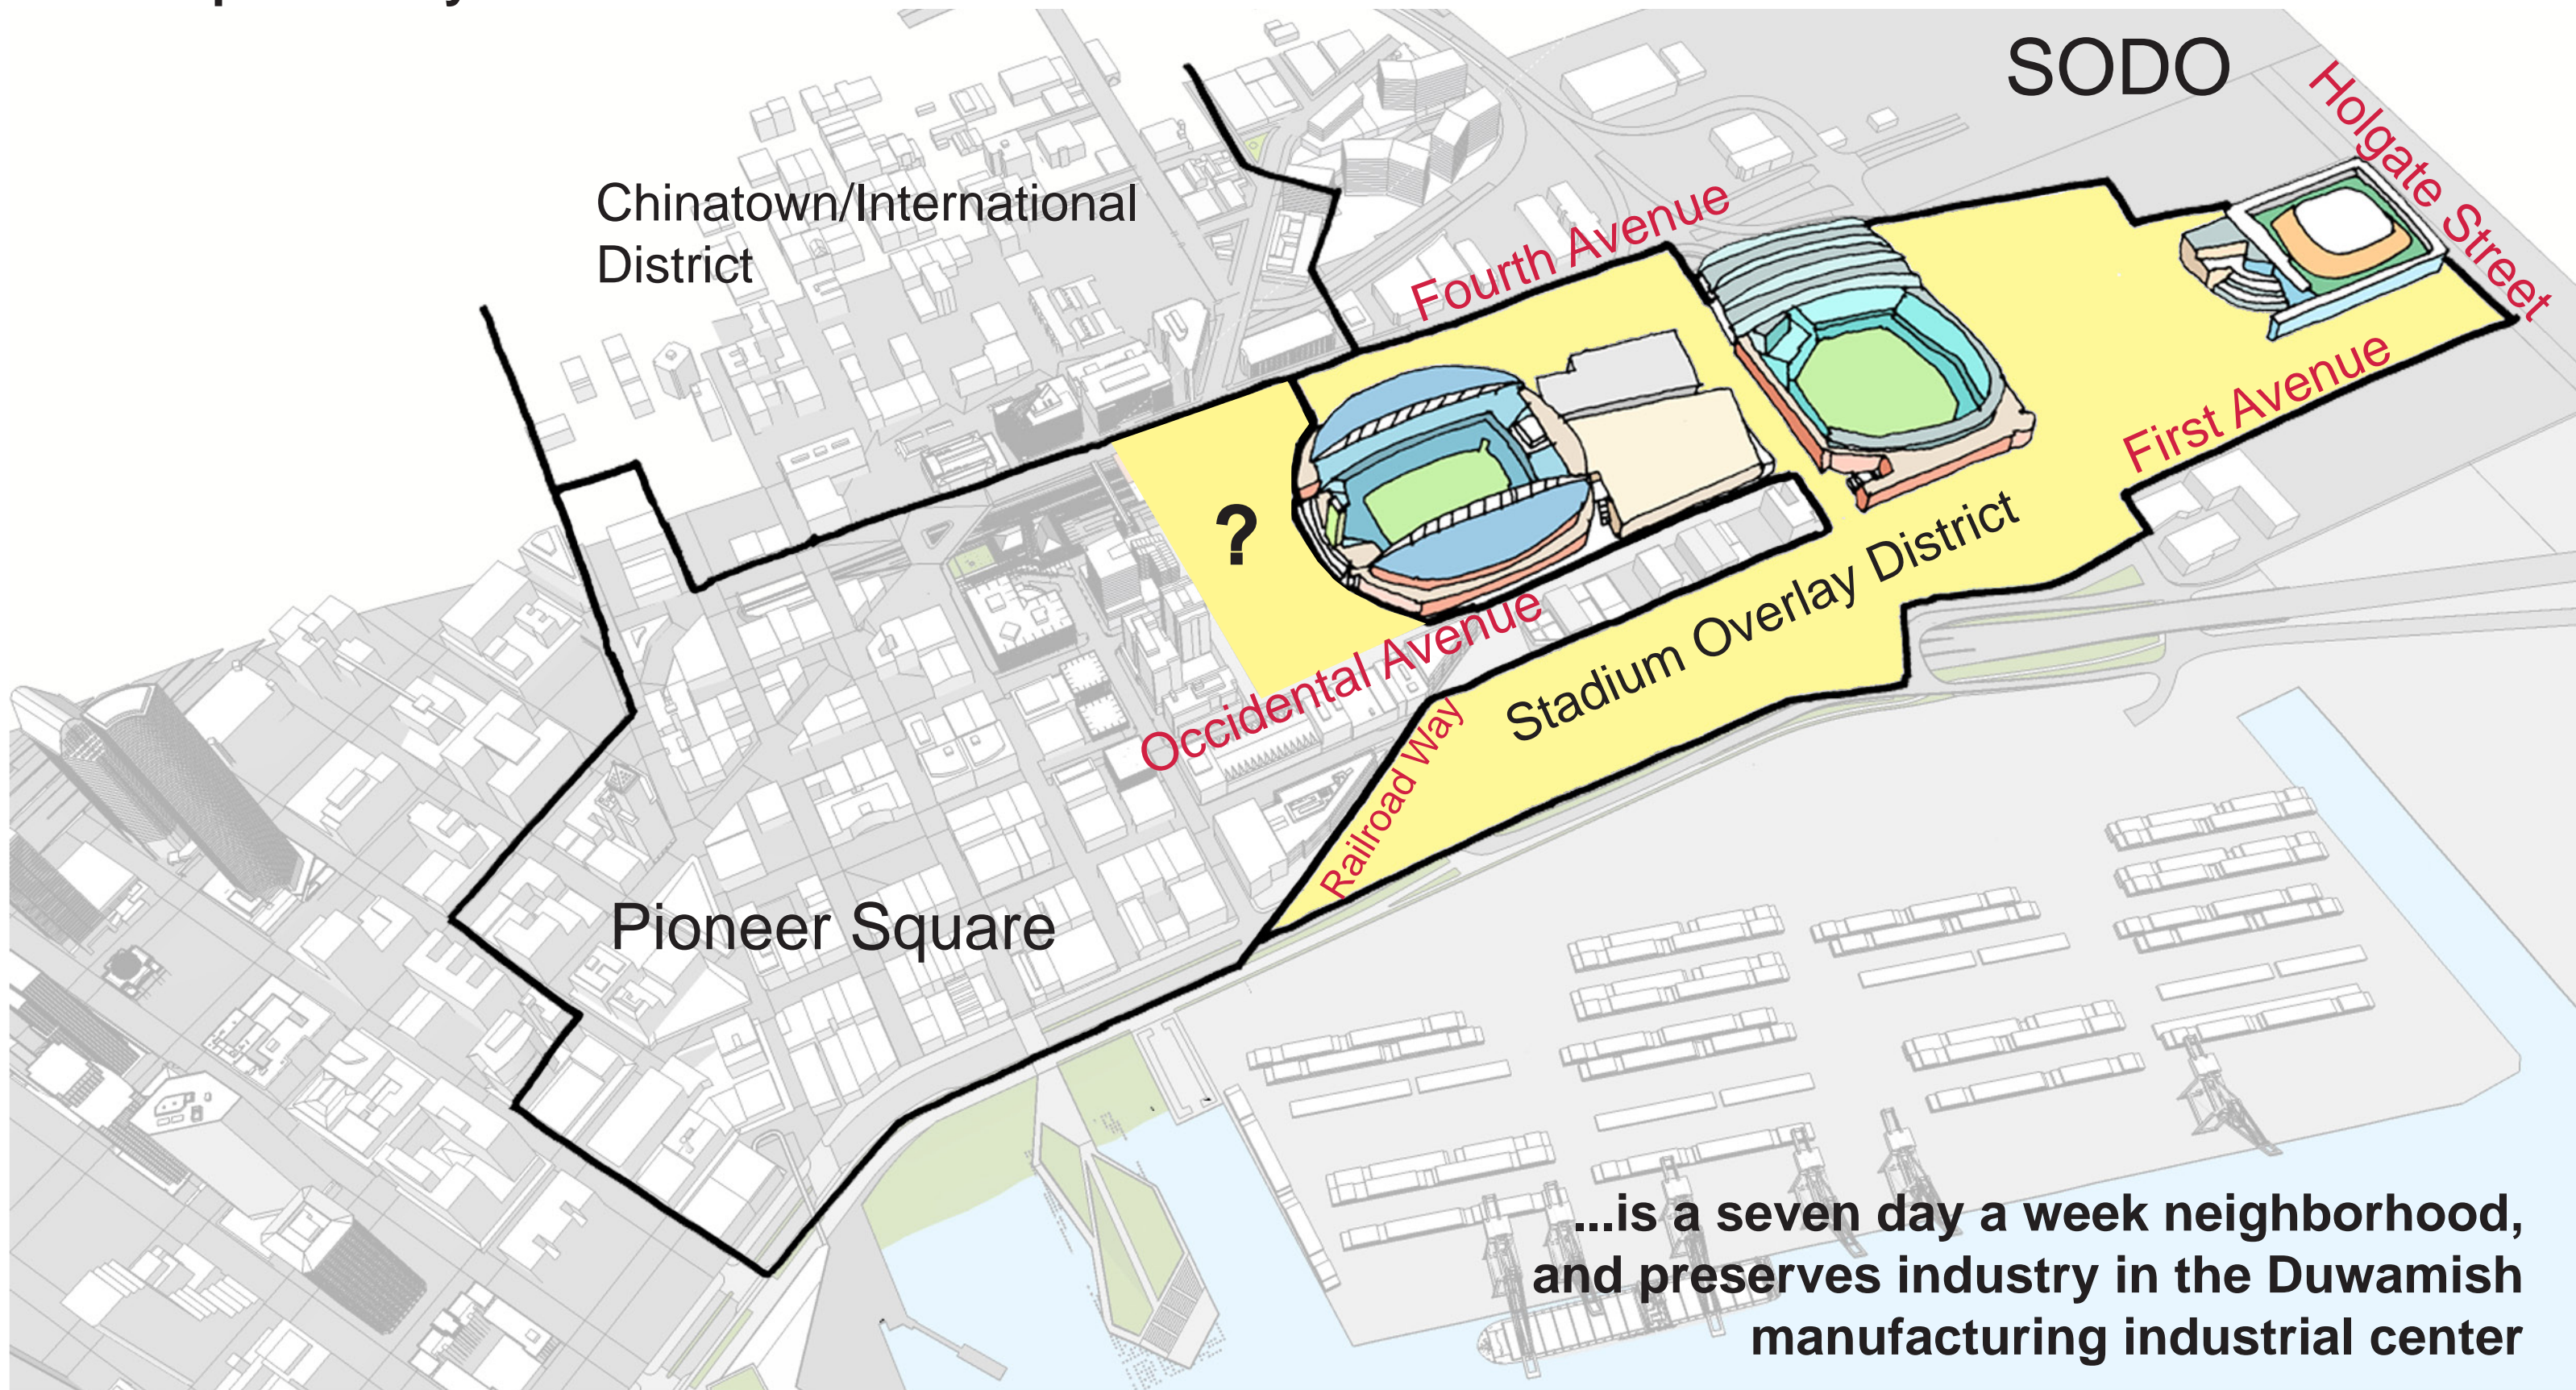 SODO
Holgate Street
Chinatown/International
District
Fourth Avenue
First Avenue
?
Stadium Overlay District
Occidental Avenue
Railroad Way
Pioneer Square
...is a seven day a week neighborhood,
and preserves industry in the Duwamish
manufacturing industrial center